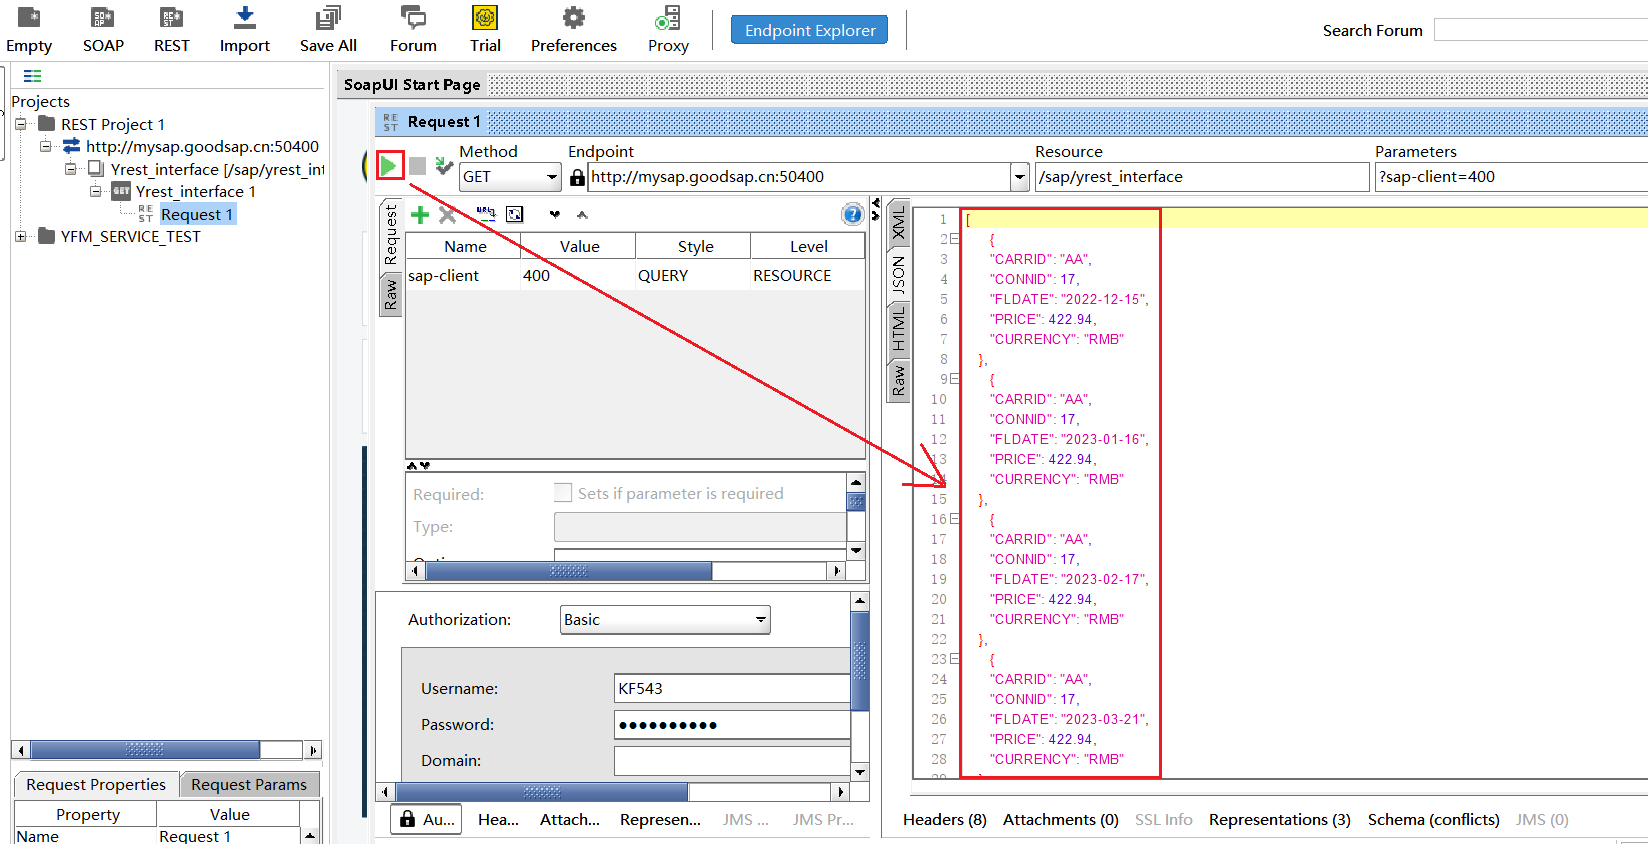 Empty SOAP REST Import Save All Forum Trial Preferences Proxy Endpoint Explorer Search Forum
Projects
REST Project 1
http://mysap.goodsap.cn:50400
Yrest_interface [/sap/yrest_int
Yrest_interface 1
Request 1
YFM_SERVICE_TEST
Request Properties Request Params
Property Value
Name Request 1
SoapUI Start Page
Request 1
Method Endpoint Resource Parameters
GET http://mysap.goodsap.cn:50400 /sap/yrest_interface ?sap-client=400
Request
Raw
Name Value Style Level
sap-client 400 QUERY RESOURCE
Required: Sets if parameter is required
Type:
Authorization: Basic
Username: KF543
Password: ●●●●●●●●●●
Domain:
Au... Hea... Attach... Represen... JMS ... JMS Pr...
XML
JSON
HTML
Raw
1 [
2 {
3 "CARRID": "AA",
4 "CONNID": 17,
5 "FLDATE": "2022-12-15",
6 "PRICE": 422.94,
7 "CURRENCY": "RMB"
8 },
9 {
10 "CARRID": "AA",
11 "CONNID": 17,
12 "FLDATE": "2023-01-16",
13 "PRICE": 422.94,
14 "CURRENCY": "RMB"
15 },
16 {
17 "CARRID": "AA",
18 "CONNID": 17,
19 "FLDATE": "2023-02-17",
20 "PRICE": 422.94,
21 "CURRENCY": "RMB"
22 },
23 {
24 "CARRID": "AA",
25 "CONNID": 17,
26 "FLDATE": "2023-03-21",
27 "PRICE": 422.94,
28 "CURRENCY": "RMB"
Headers (8) Attachments (0) SSL Info Representations (3) Schema (conflicts) JMS (0)